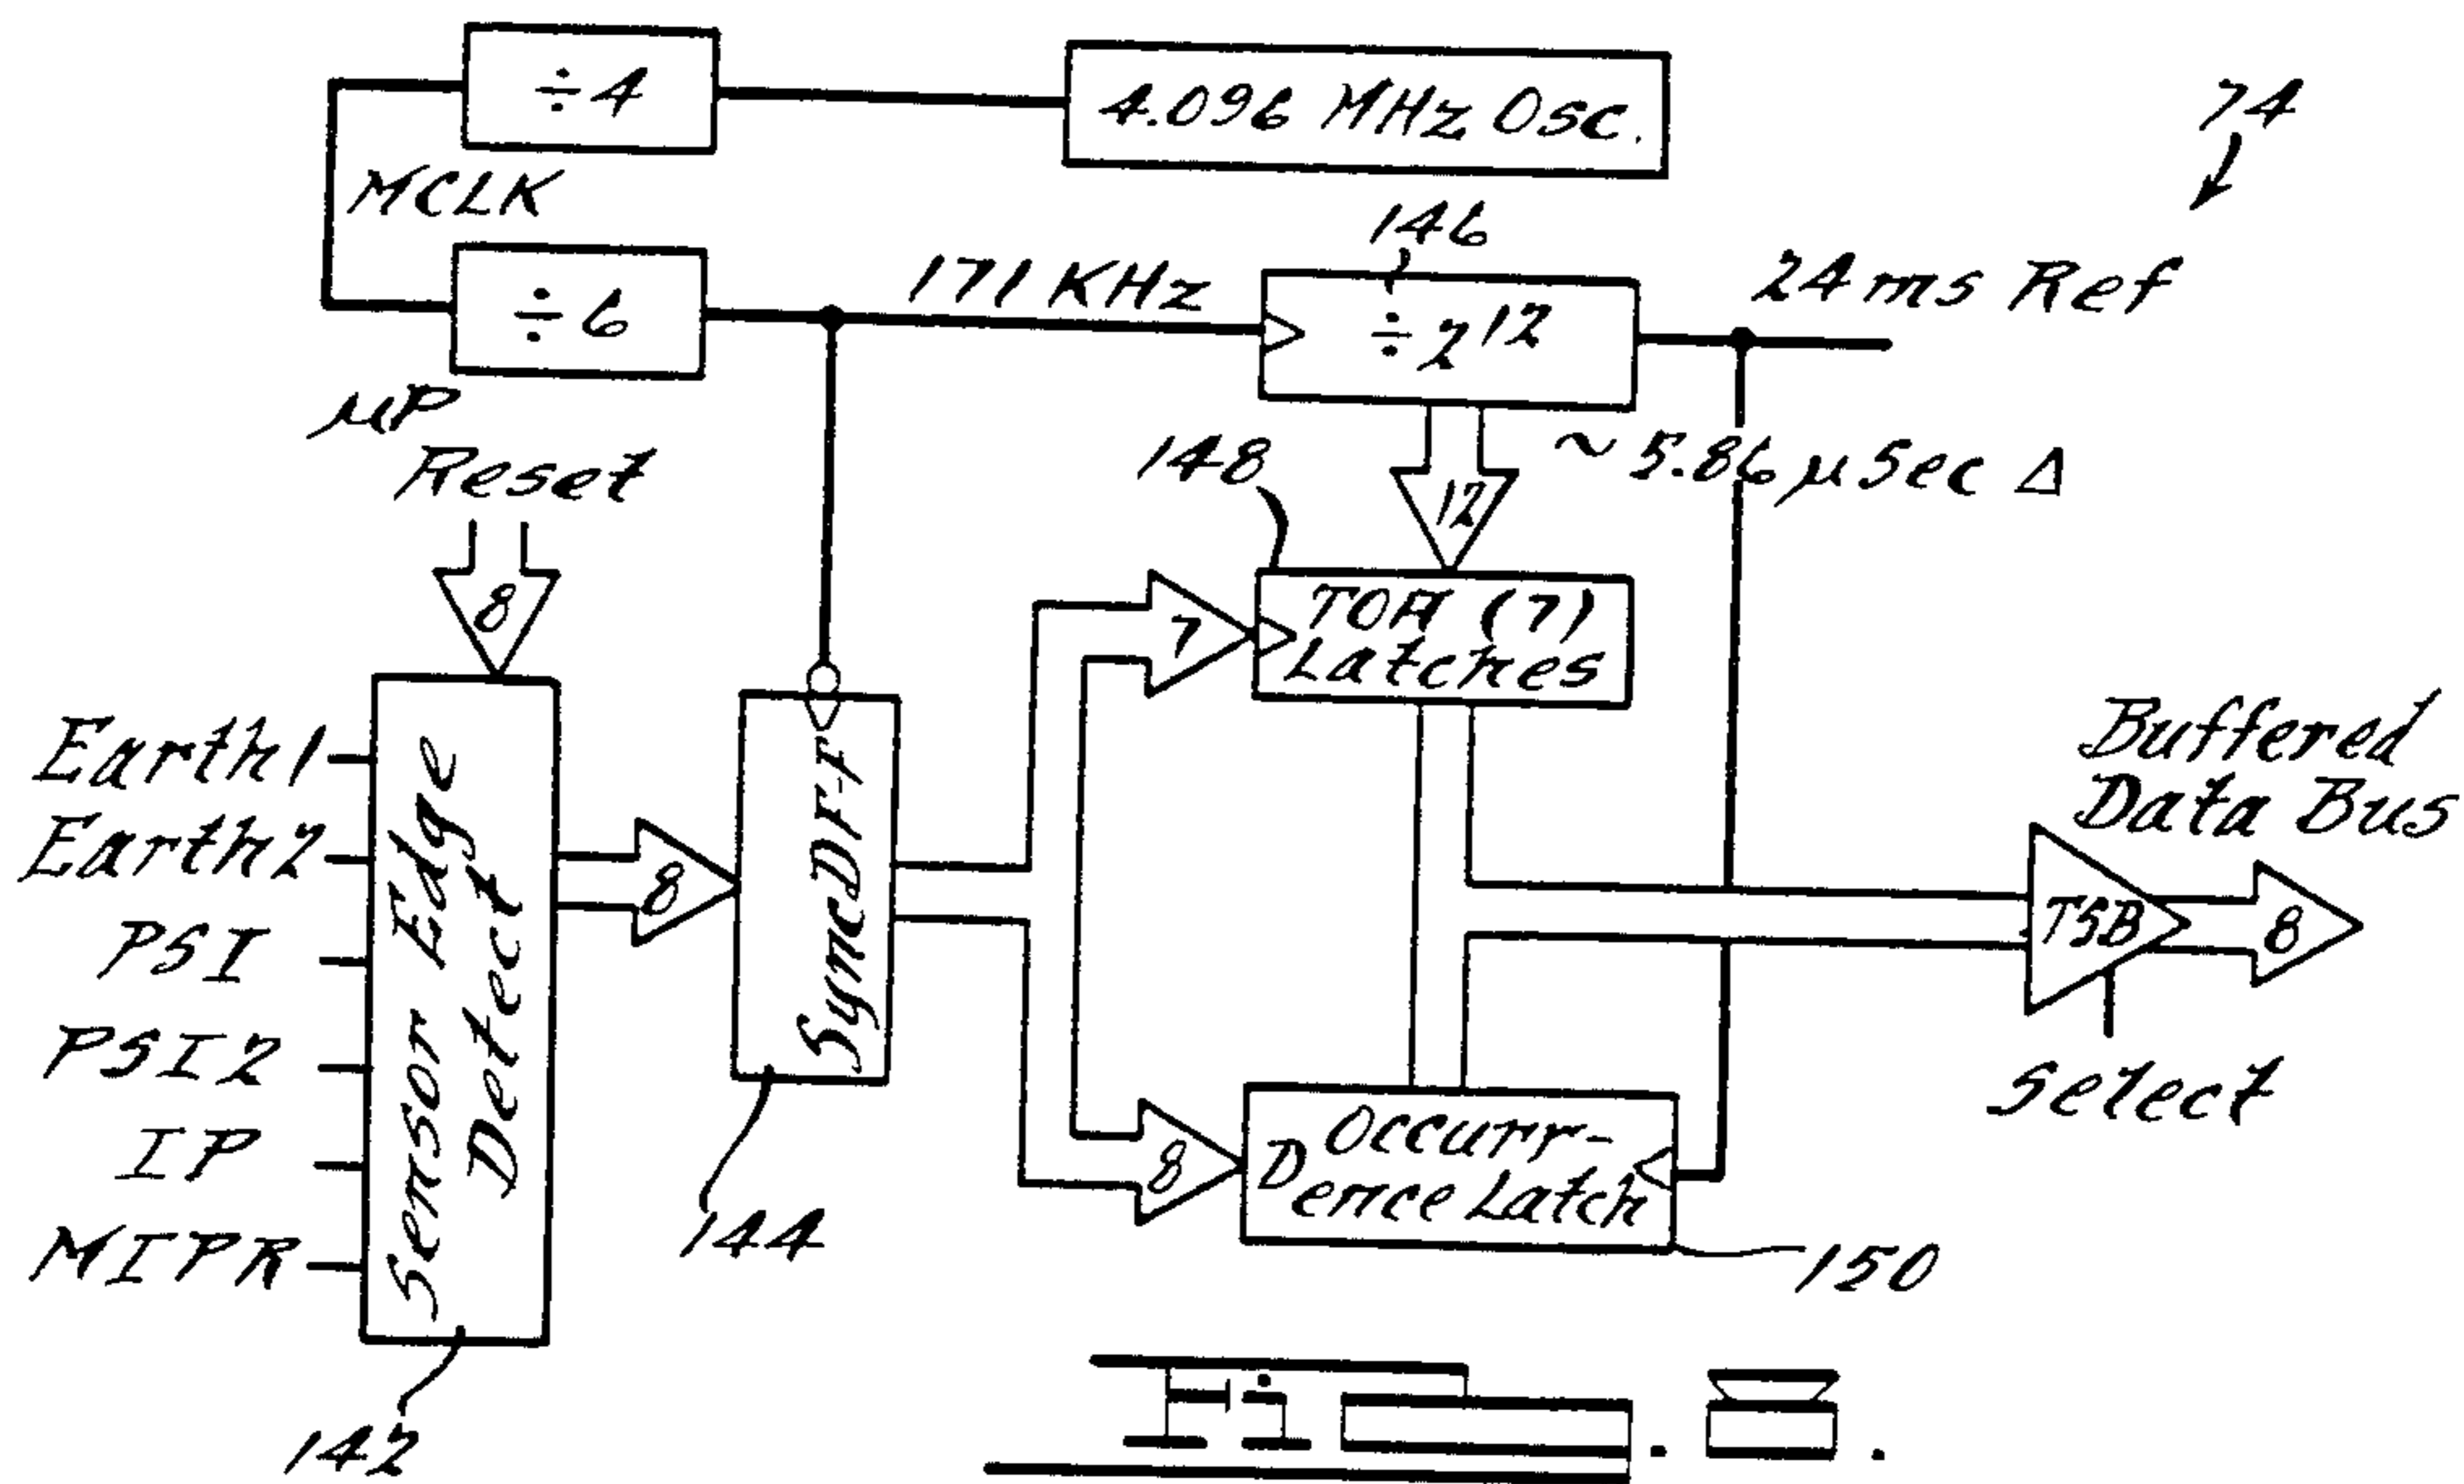 ÷4
4.096 MHz Osc.
74
MCLK
146
÷6
171 KHz
÷2¹²
24ms Ref
μP
Reset
148
~5.86 μSec Δ
12
8
7
TOA (7)
Latches
Earth1
Earth2
PSI
PSI2
IP
MIPR
Sensor Edge
Detect
8
Sync DF-F
Buffered
Data Bus
TSB
8
Select
8
D
Occurr-
ence Latch
144
150
142